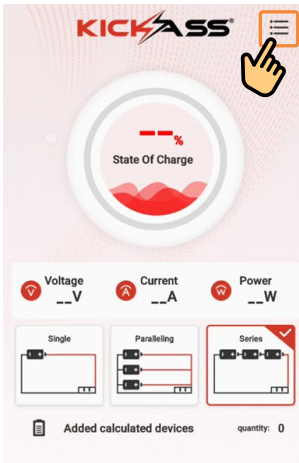 KICKASS®
--%
State Of Charge
Voltage Current Power
V __V A __A W __W
Single Paralleling Series
Added calculated devices quantity: 0